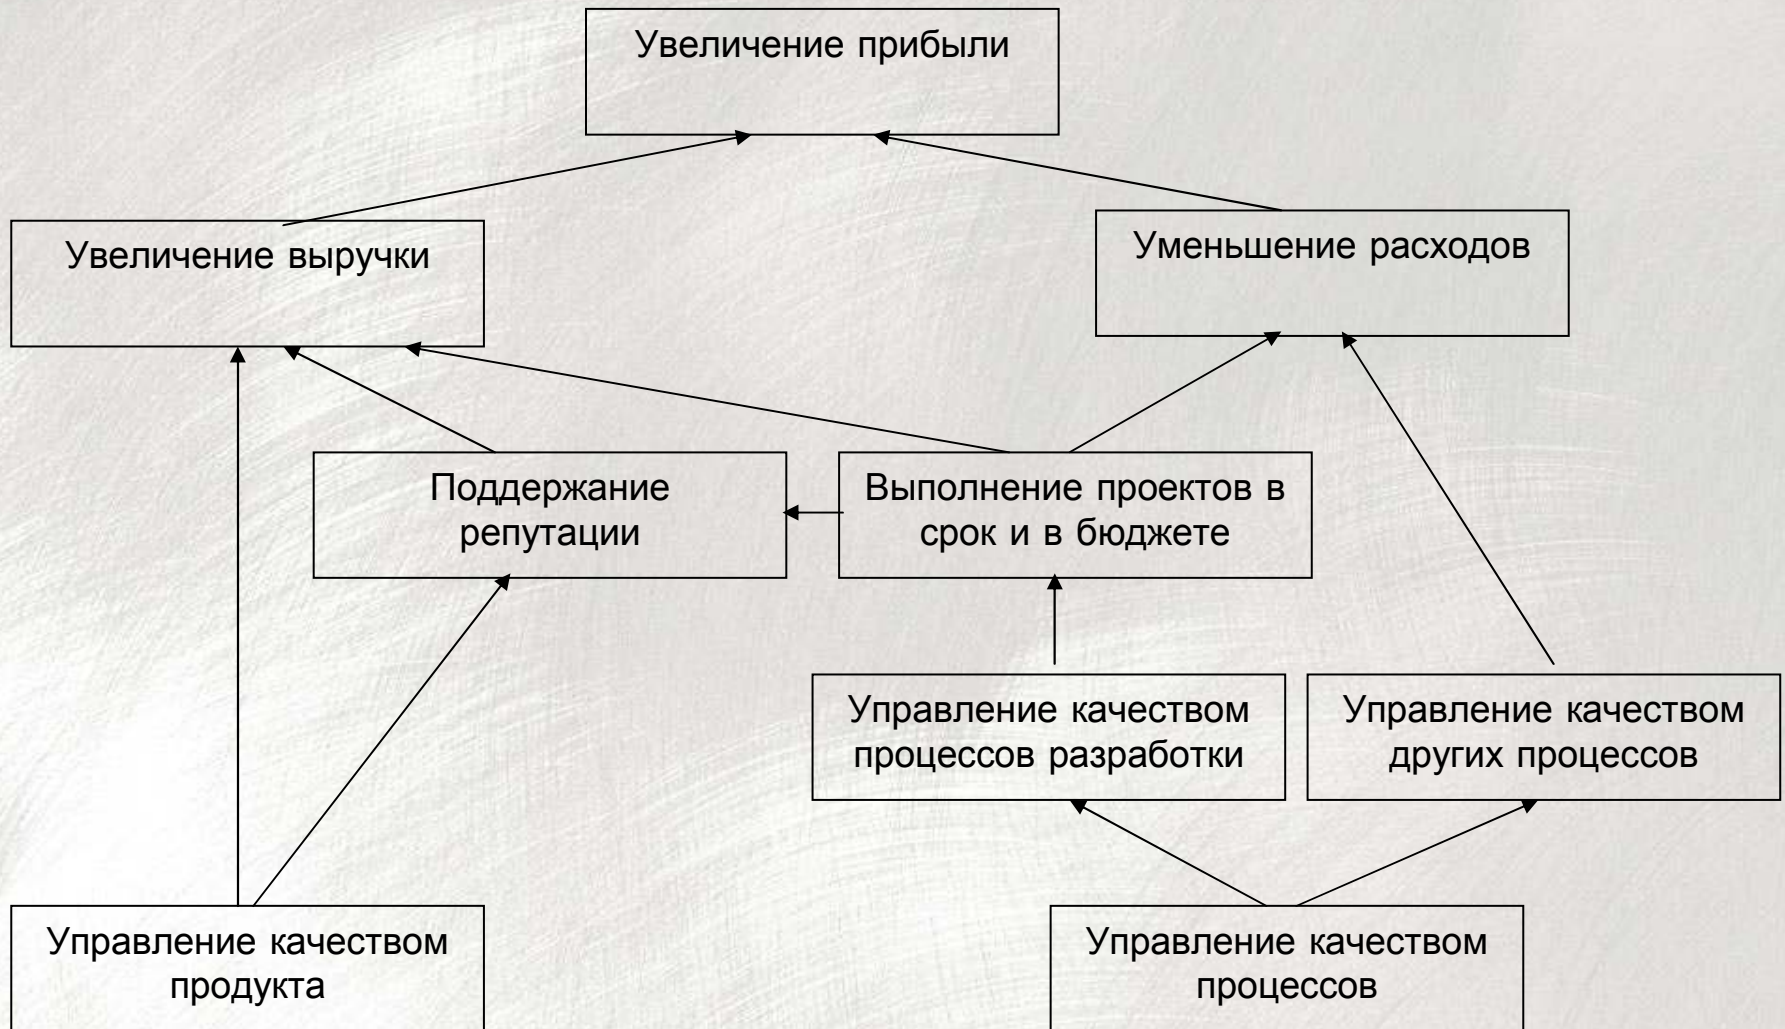 Увеличение прибыли
Увеличение выручки
Уменьшение расходов
Поддержание
репутации
Выполнение проектов в
срок и в бюджете
Управление качеством
процессов разработки
Управление качеством
других процессов
Управление качеством
продукта
Управление качеством
процессов